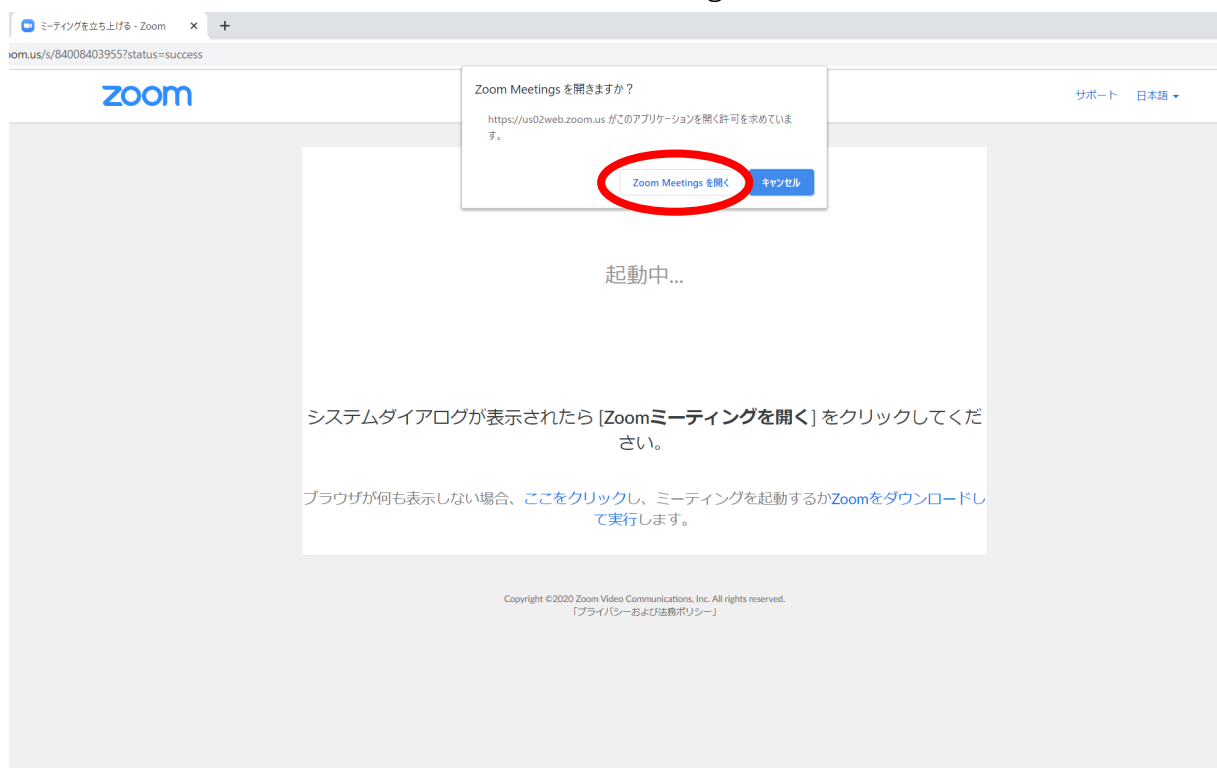 ミーティングを立ち上げる - Zoom × +
om.us/s/84008403955?status=success
zoom
サポート 日本語
Zoom Meetings を開きますか？
https://us02web.zoom.us がこのアプリケーションを開く許可を求めていま
す。
Zoom Meetings を開く キャンセル
起動中...
システムダイアログが表示されたら [Zoomミーティングを開く] をクリックしてくだ
さい。
ブラウザが何も表示しない場合、ここをクリックし、ミーティングを起動するかZoomをダウンロードし
て実行します。
Copyright ©2020 Zoom Video Communications, Inc. All rights reserved.
「プライバシーおよび法務ポリシー」